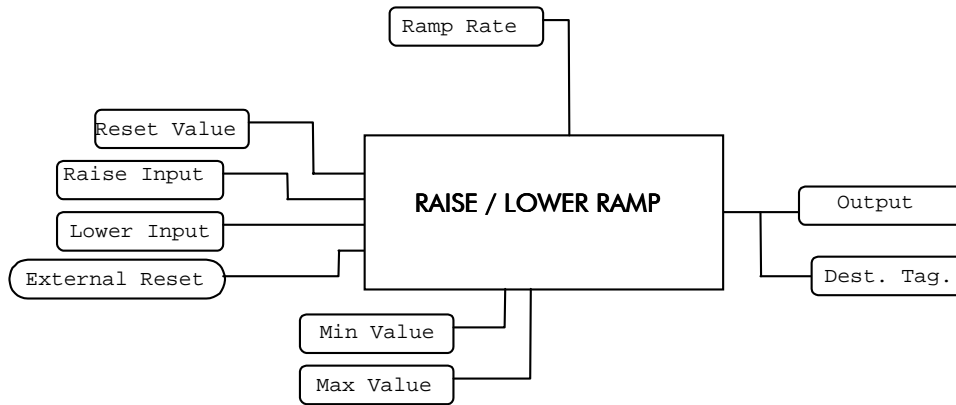 Ramp Rate
Reset Value
Raise Input
Lower Input
External Reset
RAISE / LOWER RAMP
Output
Dest. Tag.
Min Value
Max Value